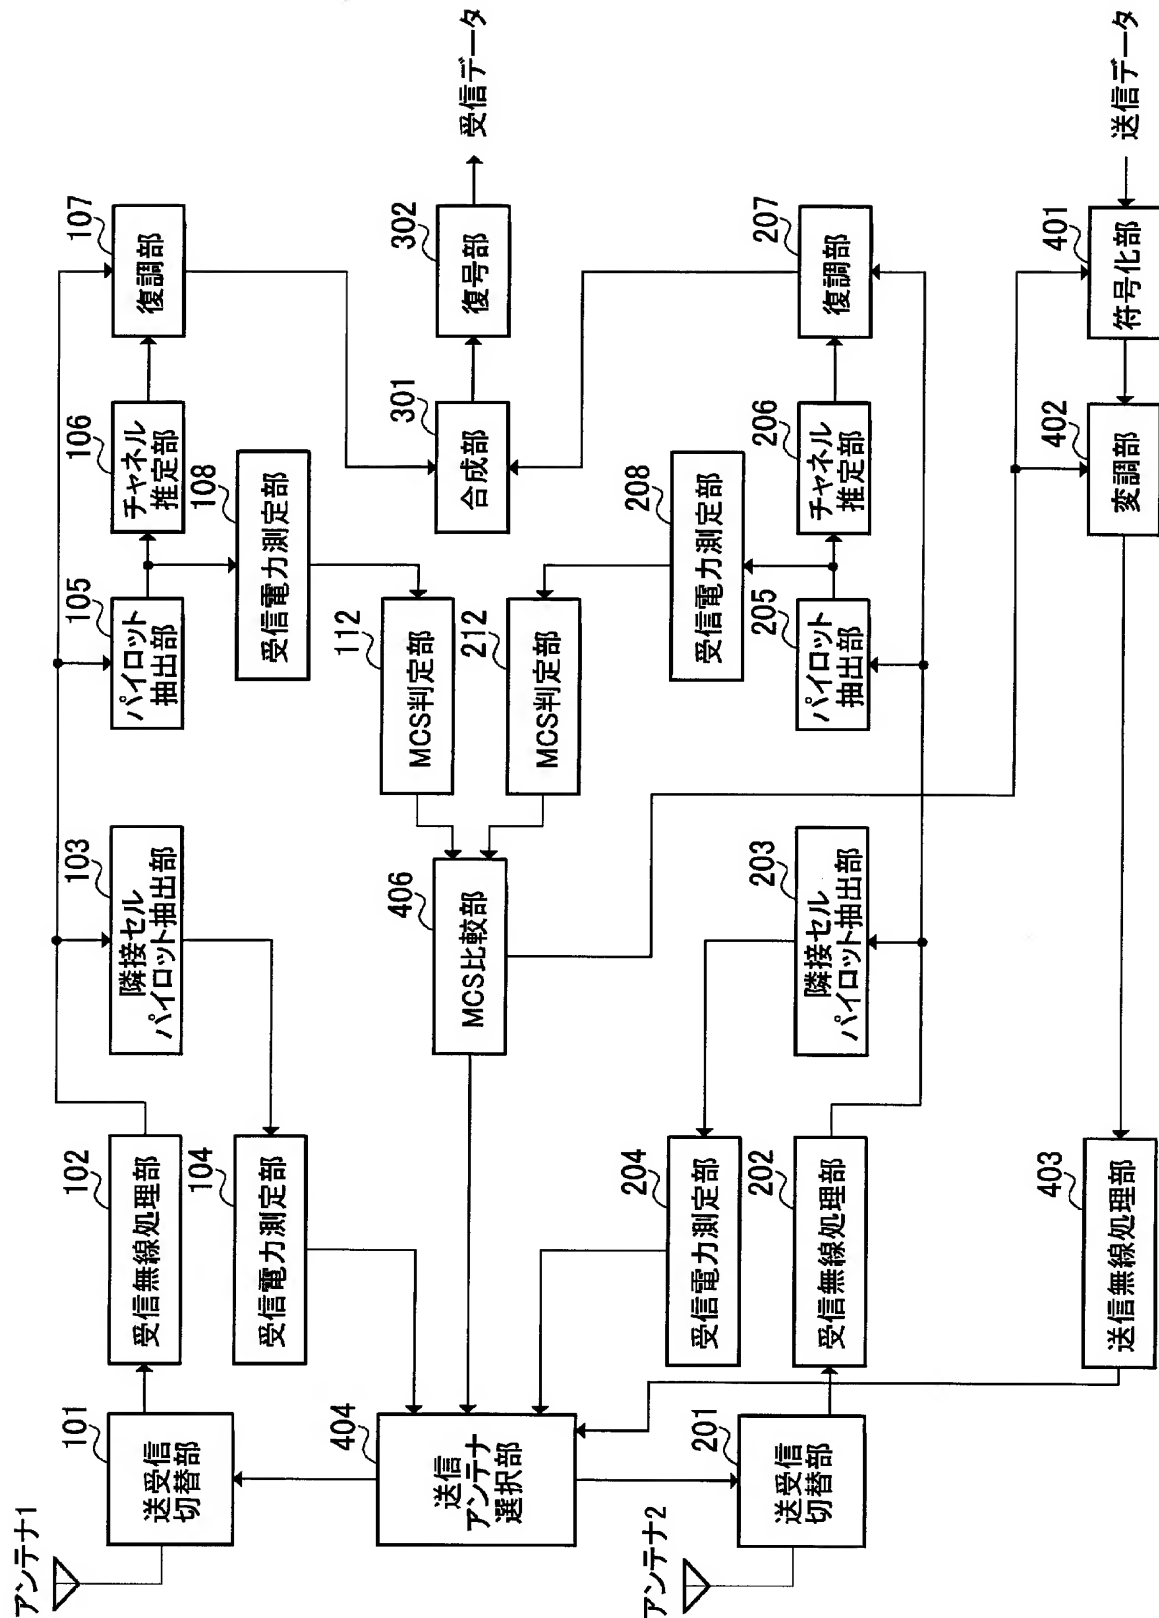 アンテナ1
101
送受信
切替部
102
受信無線処理部
103
隣接セル
パイロット抽出部
104
受信電力測定部
105
パイロット
抽出部
106
チャネル
推定部
107
復調部
108
受信電力測定部
112
MCS判定部
212
MCS判定部
406
MCS比較部
301
合成部
302
復号部
受信データ
404
送信
アンテナ
選択部
アンテナ2
201
送受信
切替部
202
受信無線処理部
203
隣接セル
パイロット抽出部
204
受信電力測定部
205
パイロット
抽出部
206
チャネル
推定部
207
復調部
208
受信電力測定部
403
送信無線処理部
402
変調部
401
符号化部
送信データ